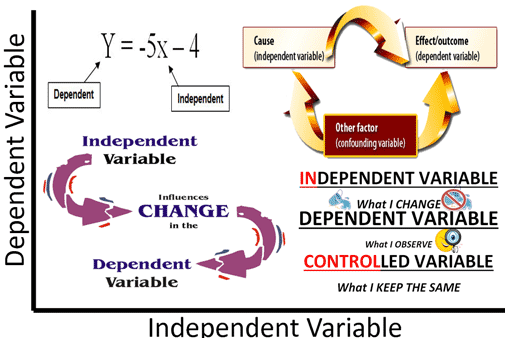 Dependent Variable
Y = -5x – 4
Dependent
Independent
Cause
(independent variable)
Effect/outcome
(dependent variable)
Other factor
(confounding variable)
Independent
Variable
Influences
CHANGE
in the
Dependent
Variable
INDEPENDENT VARIABLE
What I CHANGE
DEPENDENT VARIABLE
What I OBSERVE
CONTROLLED VARIABLE
What I KEEP THE SAME
Independent Variable